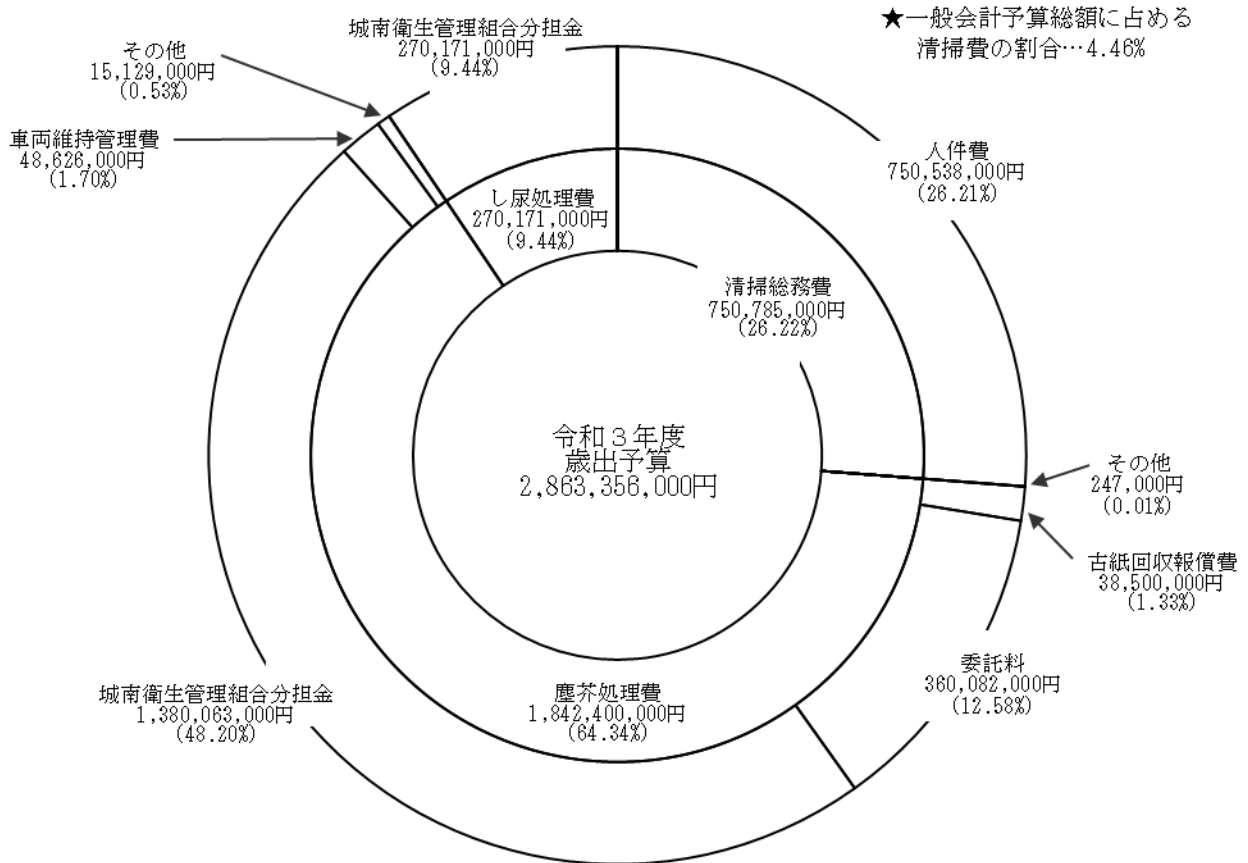 ★一般会計予算総額に占める
清掃費の割合…4.46%
城南衛生管理組合分担金
270,171,000円
(9.44%)
その他
15,129,000円
(0.53%)
車両維持管理費
48,626,000円
(1.70%)
人件費
750,538,000円
(26.21%)
し尿処理費
270,171,000円
(9.44%)
清掃総務費
750,785,000円
(26.22%)
令和3年度
歳出予算
2,863,356,000円
その他
247,000円
(0.01%)
古紙回収報償費
38,500,000円
(1.33%)
委託料
360,082,000円
(12.58%)
塵芥処理費
1,842,400,000円
(64.34%)
城南衛生管理組合分担金
1,380,063,000円
(48.20%)